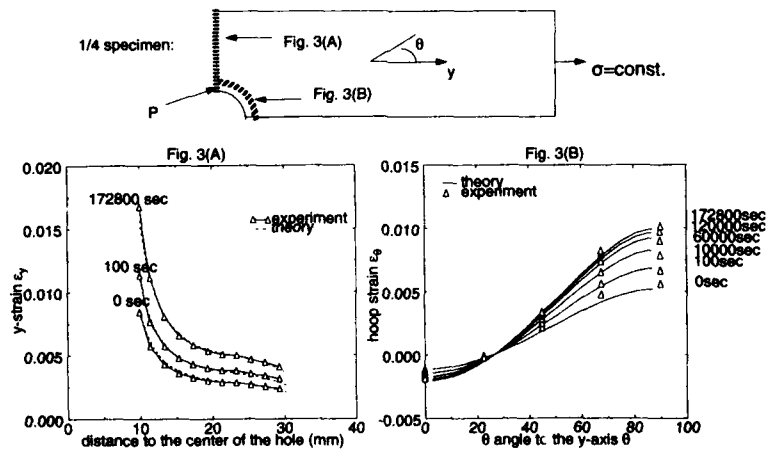 1/4 specimen:
Fig. 3(A)
θ
y
σ=const.
Fig. 3(B)
P
Fig. 3(A)
0.020
0.015
0.010
0.005
0.000
y-strain εy
172800 sec
100 sec
0 sec
experiment
theory
0 10 20 30 40
distance to the center of the hole (mm)
Fig. 3(B)
0.015
0.010
0.005
0.000
-0.005
hoop strain εθ
theory
experiment
172800sec
120000sec
60000sec
10000sec
100sec
0sec
0 20 40 60 80 100
θ angle to the y-axis θ